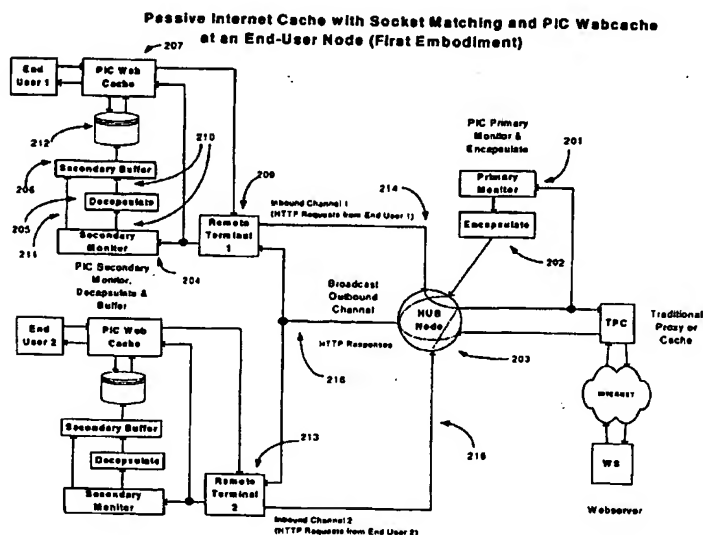 Passive Internet Cache with Socket Matching and PIC Webcache
at an End-User Node (First Embodiment)
207
End
User 1
PIC Web
Cache
212
210
206
Secondary Buffer
205
Decapsulate
211
Secondary
Monitor
204
PIC Secondary
Monitor,
Decapsulate &
Buffer
209
Remote
Terminal
1
Inbound Channel 1
(HTTP Requests from End User 1)
214
PIC Primary
Monitor &
Encapsulate
201
Primary
Monitor
Encapsulate
202
Broadcast
Outbound
Channel
HUB
Node
203
HTTP Responses
216
TPC
Traditional
Proxy or
Cache
INTERNET
WS
Webserver
End
User 2
PIC Web
Cache
Secondary Buffer
Decapsulate
Secondary
Monitor
213
Remote
Terminal
2
215
Inbound Channel 2
(HTTP Requests from End User 2)